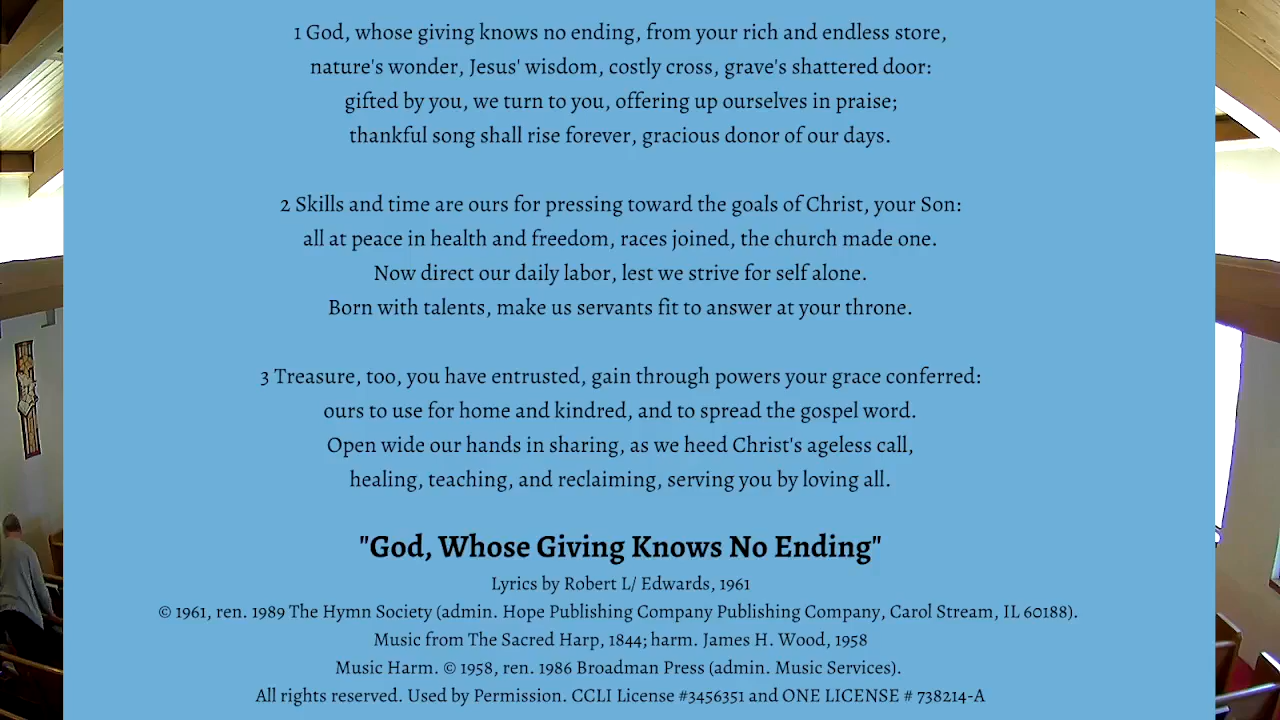 1 God, whose giving knows no ending, from your rich and endless store,
nature's wonder, Jesus' wisdom, costly cross, grave's shattered door:
gifted by you, we turn to you, offering up ourselves in praise;
thankful song shall rise forever, gracious donor of our days.
2 Skills and time are ours for pressing toward the goals of Christ, your Son:
all at peace in health and freedom, races joined, the church made one.
Now direct our daily labor, lest we strive for self alone.
Born with talents, make us servants fit to answer at your throne.
3 Treasure, too, you have entrusted, gain through powers your grace conferred:
ours to use for home and kindred, and to spread the gospel word.
Open wide our hands in sharing, as we heed Christ's ageless call,
healing, teaching, and reclaiming, serving you by loving all.
"God, Whose Giving Knows No Ending"
Lyrics by Robert L/ Edwards, 1961
© 1961, ren. 1989 The Hymn Society (admin. Hope Publishing Company Publishing Company, Carol Stream, IL 60188).
Music from The Sacred Harp, 1844; harm. James H. Wood, 1958
Music Harm. © 1958, ren. 1986 Broadman Press (admin. Music Services).
All rights reserved. Used by Permission. CCLI License #3456351 and ONE LICENSE # 738214-A